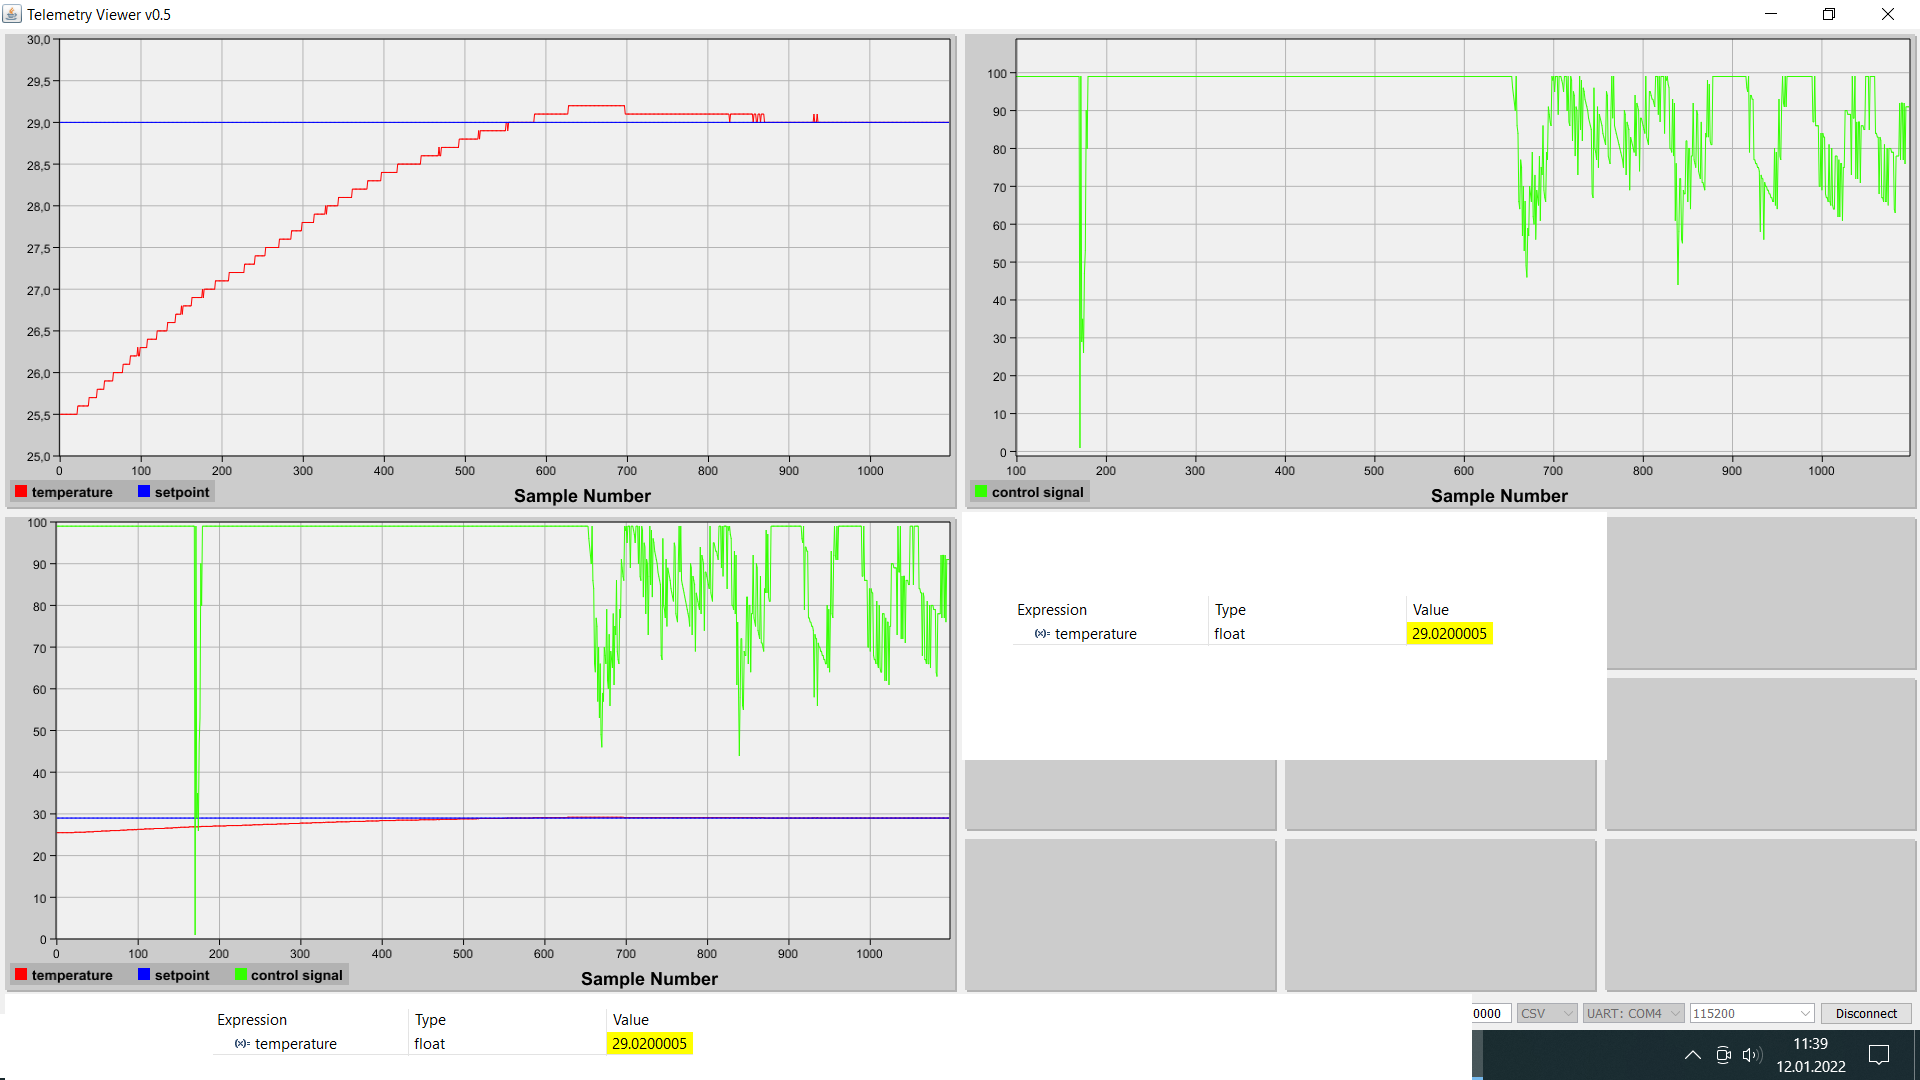 Telemetry Viewer v0.5
30,0
29,5
29,0
28,5
28,0
27,5
27,0
26,5
26,0
25,5
25,0
0 100 200 300 400 500 600 700 800 900 1000
Sample Number
temperature setpoint
100
90
80
70
60
50
40
30
20
10
0
100 200 300 400 500 600 700 800 900 1000
Sample Number
control signal
100
90
80
70
60
50
40
30
20
10
0
0 100 200 300 400 500 600 700 800 900 1000
Sample Number
temperature setpoint control signal
Expression Type Value
(x)= temperature float 29.0200005
Expression Type Value
(x)= temperature float 29.0200005
0000 CSV UART: COM4 115200 Disconnect
11:39
12.01.2022